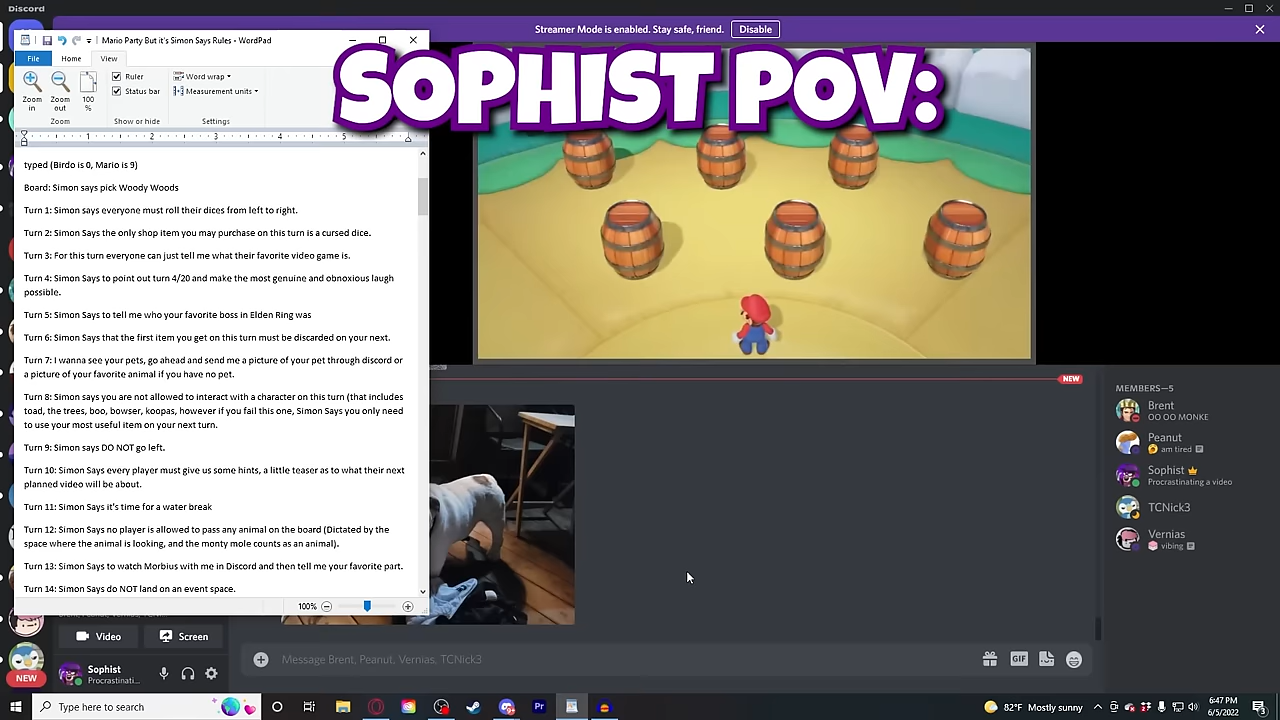 Discord
Streamer Mode is enabled. Stay safe, friend.
Disable
Mario Party But it's Simon Says Rules - WordPad
File
Home
View
Zoom in
Zoom out
100 %
Zoom
Ruler
Status bar
Show or hide
Word wrap
Measurement units
Settings
SOPHIST POV:
1 2 3 4 5
typed (Birdo is 0, Mario is 9)
Board: Simon says pick Woody Woods
Turn 1: Simon says everyone must roll their dices from left to right.
Turn 2: Simon Says the only shop item you may purchase on this turn is a cursed dice.
Turn 3: For this turn everyone can just tell me what their favorite video game is.
Turn 4: Simon Says to point out turn 4/20 and make the most genuine and obnoxious laugh
possible.
Turn 5: Simon Says to tell me who your favorite boss in Elden Ring was
Turn 6: Simon Says that the first item you get on this turn must be discarded on your next.
Turn 7: I wanna see your pets, go ahead and send me a picture of your pet through discord or
a picture of your favorite animal if you have no pet.
Turn 8: Simon says you are not allowed to interact with a character on this turn (that includes
toad, the trees, boo, bowser, koopas, however if you fail this one, Simon Says you only need
to use your most useful item on your next turn.
Turn 9: Simon says DO NOT go left.
Turn 10: Simon Says every player must give us some hints, a little teaser as to what their next
planned video will be about.
Turn 11: Simon Says it's time for a water break
Turn 12: Simon Says no player is allowed to pass any animal on the board (Dictated by the
space where the animal is looking, and the monty mole counts as an animal).
Turn 13: Simon Says to watch Morbius with me in Discord and then tell me your favorite part.
Turn 14: Simon Says do NOT land on an event space.
100%
NEW
MEMBERS—5
Brent
OO OO MONKE
Peanut
am tired
Sophist
Procrastinating a video
TCNick3
Vernias
vibing
Video
Screen
NEW
Sophist
Procrastinati...
Message Brent, Peanut, Vernias, TCNick3
GIF
Type here to search
Pr
82°F Mostly sunny
6:47 PM
6/5/2022